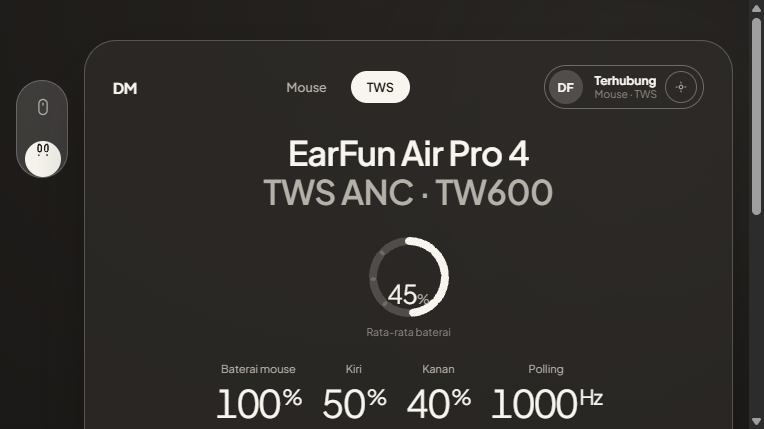 DM
Mouse
TWS
DF
Terhubung
Mouse · TWS
EarFun Air Pro 4
TWS ANC · TW600
45%
Rata-rata baterai
Baterai mouse
Kiri
Kanan
Polling
100%
50%
40%
1000Hz